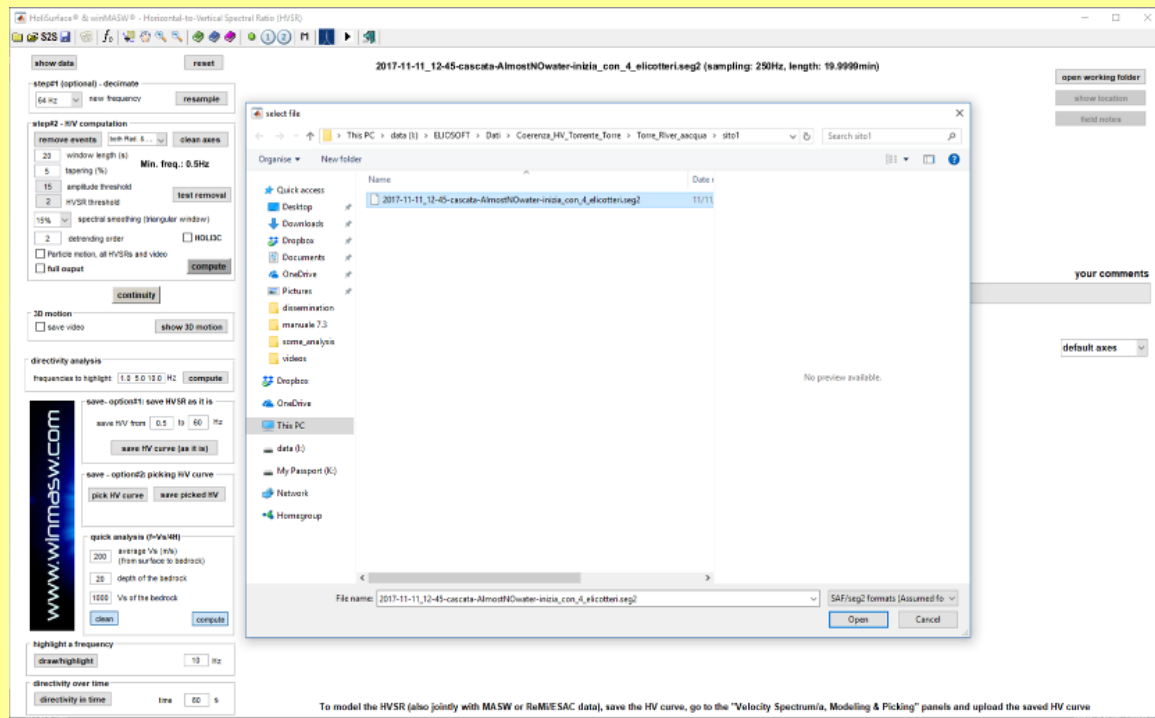 HoliSurface® & winMASW® - Horizontal-to-Vertical Spectral Ratio (HVSR)
S2S
1 2 M
show data
reset
2017-11-11_12-45-cascata-AlmostNOwater-inizia_con_4_elicotteri.seg2 (sampling: 250Hz, length: 19.9999min)
step#1 (optional) - decimate
64 Hz new frequency resample
step#2 - H/V computation
remove events both Rad. & ... clean axes
20 window length (s)
Min. freq.: 0.5Hz
5 tapering (%)
15 amplitude threshold
test removal
2 HVSR threshold
15% spectral smoothing (triangular window)
2 detrending order HOLI3C
Particle motion, all HVSRs and video
full ouput
compute
continuity
3D motion
save video show 3D motion
directivity analysis
frequencies to highlight: 1.0 5.0 10.0 Hz compute
www.winmasw.com
save- option#1: save HVSR as it is
save H/V from 0.5 to 60 Hz
save HV curve (as it is)
save - option#2: picking H/V curve
pick HV curve save picked HV
quick analysis (f=Vs/4H)
200 average Vs (m/s)
(from surface to bedrock)
20 depth of the bedrock
1000 Vs of the bedrock
clean compute
highlight a frequency
draw/highlight 10 Hz
directivity over time
directivity in time time 60 s
select file
This PC > data (I:) > ELIOSOFT > Dati > Coerenza_HV_Torrente_Torre > Torre_River_aacqua > sito1
Search sito1
Organise New folder
Name Date r
Quick access
Desktop
Downloads
Dropbox
Documents
OneDrive
Pictures
dissemination
manuale 7.3
some_analysis
videos
Dropbox
OneDrive
This PC
data (I:)
My Passport (K:)
Network
Homegroup
2017-11-11_12-45-cascata-AlmostNOwater-inizia_con_4_elicotteri.seg2 11/11
No preview available.
File name: 2017-11-11_12-45-cascata-AlmostNOwater-inizia_con_4_elicotteri.seg2
SAF/seg2 formats (Assumed fo
Open Cancel
open working folder
show location
field notes
your comments
default axes
To model the HVSR (also jointly with MASW or ReMi/ESAC data), save the HV curve, go to the "Velocity Spectrum/a, Modeling & Picking" panels and upload the saved HV curve